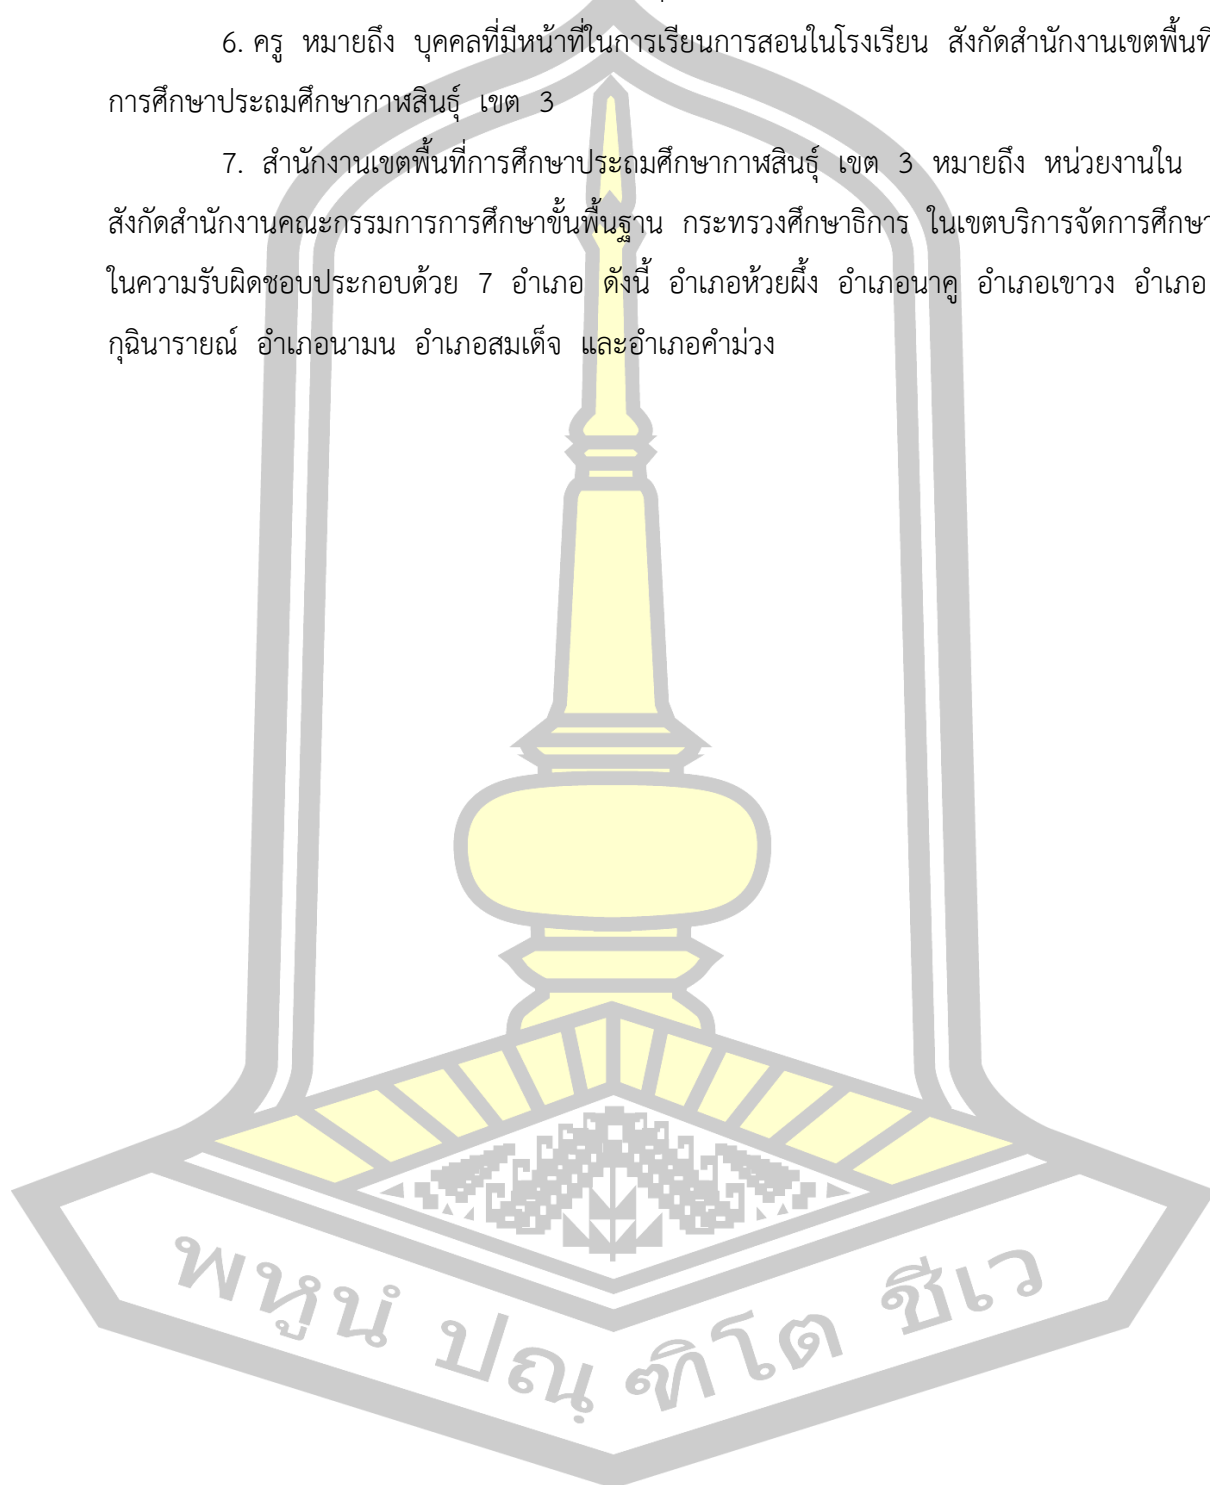 6. ครู หมายถึง บุคคลที่มีหน้าที่ในการเรียนการสอนในโรงเรียน สังกัดสำนักงานเขตพื้นที่
การศึกษาประถมศึกษากาฬสินธุ์ เขต 3
7. สำนักงานเขตพื้นที่การศึกษาประถมศึกษากาฬสินธุ์ เขต 3 หมายถึง หน่วยงานใน
สังกัดสำนักงานคณะกรรมการการศึกษาขั้นพื้นฐาน กระทรวงศึกษาธิการ ในเขตบริการจัดการศึกษา
ในความรับผิดชอบประกอบด้วย 7 อำเภอ ดังนี้ อำเภอห้วยผึ้ง อำเภอนาคู อำเภอเขาวง อำเภอ
กุฉินารายณ์ อำเภอนามน อำเภอสมเด็จ และอำเภอคำม่วง
พหูนํ ปณฺฑิโต ชีเว